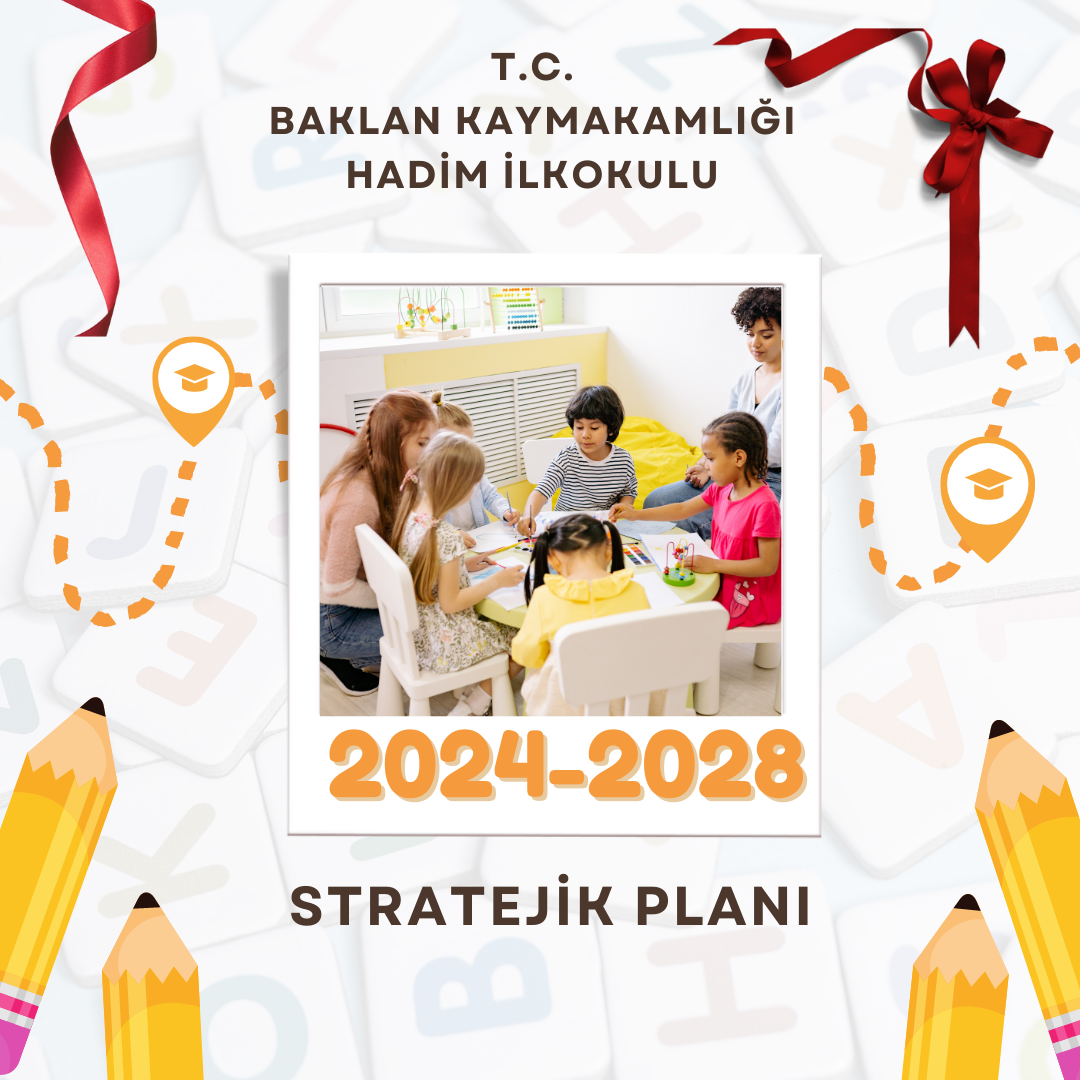 T.C.
BAKLAN KAYMAKAMLIĞI
HADİM İLKOKULU
2024-2028
STRATEJİK PLANI